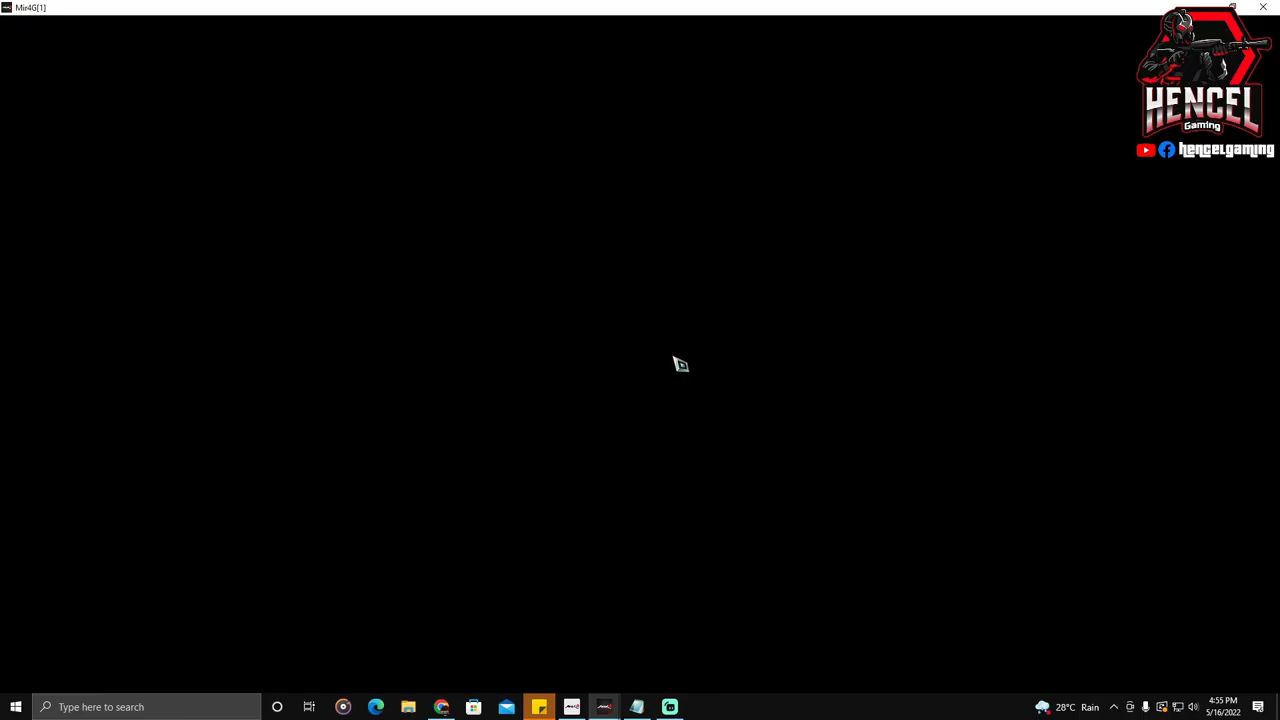 Mir4G[1]
HENCEL
Gaming
hencelgaming
Type here to search
28°C Rain
4:55 PM
5/16/2022